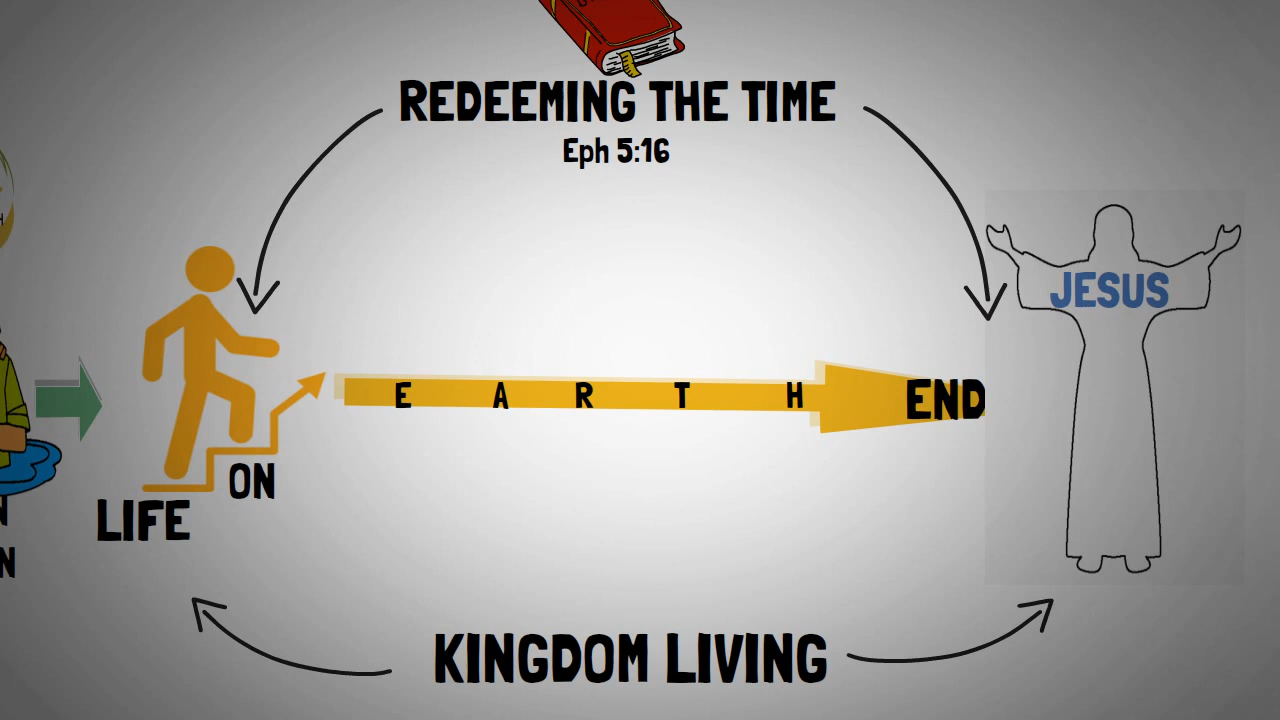 REDEEMING THE TIME
Eph 5:16
JESUS
E A R T H
END
ON
LIFE
KINGDOM LIVING